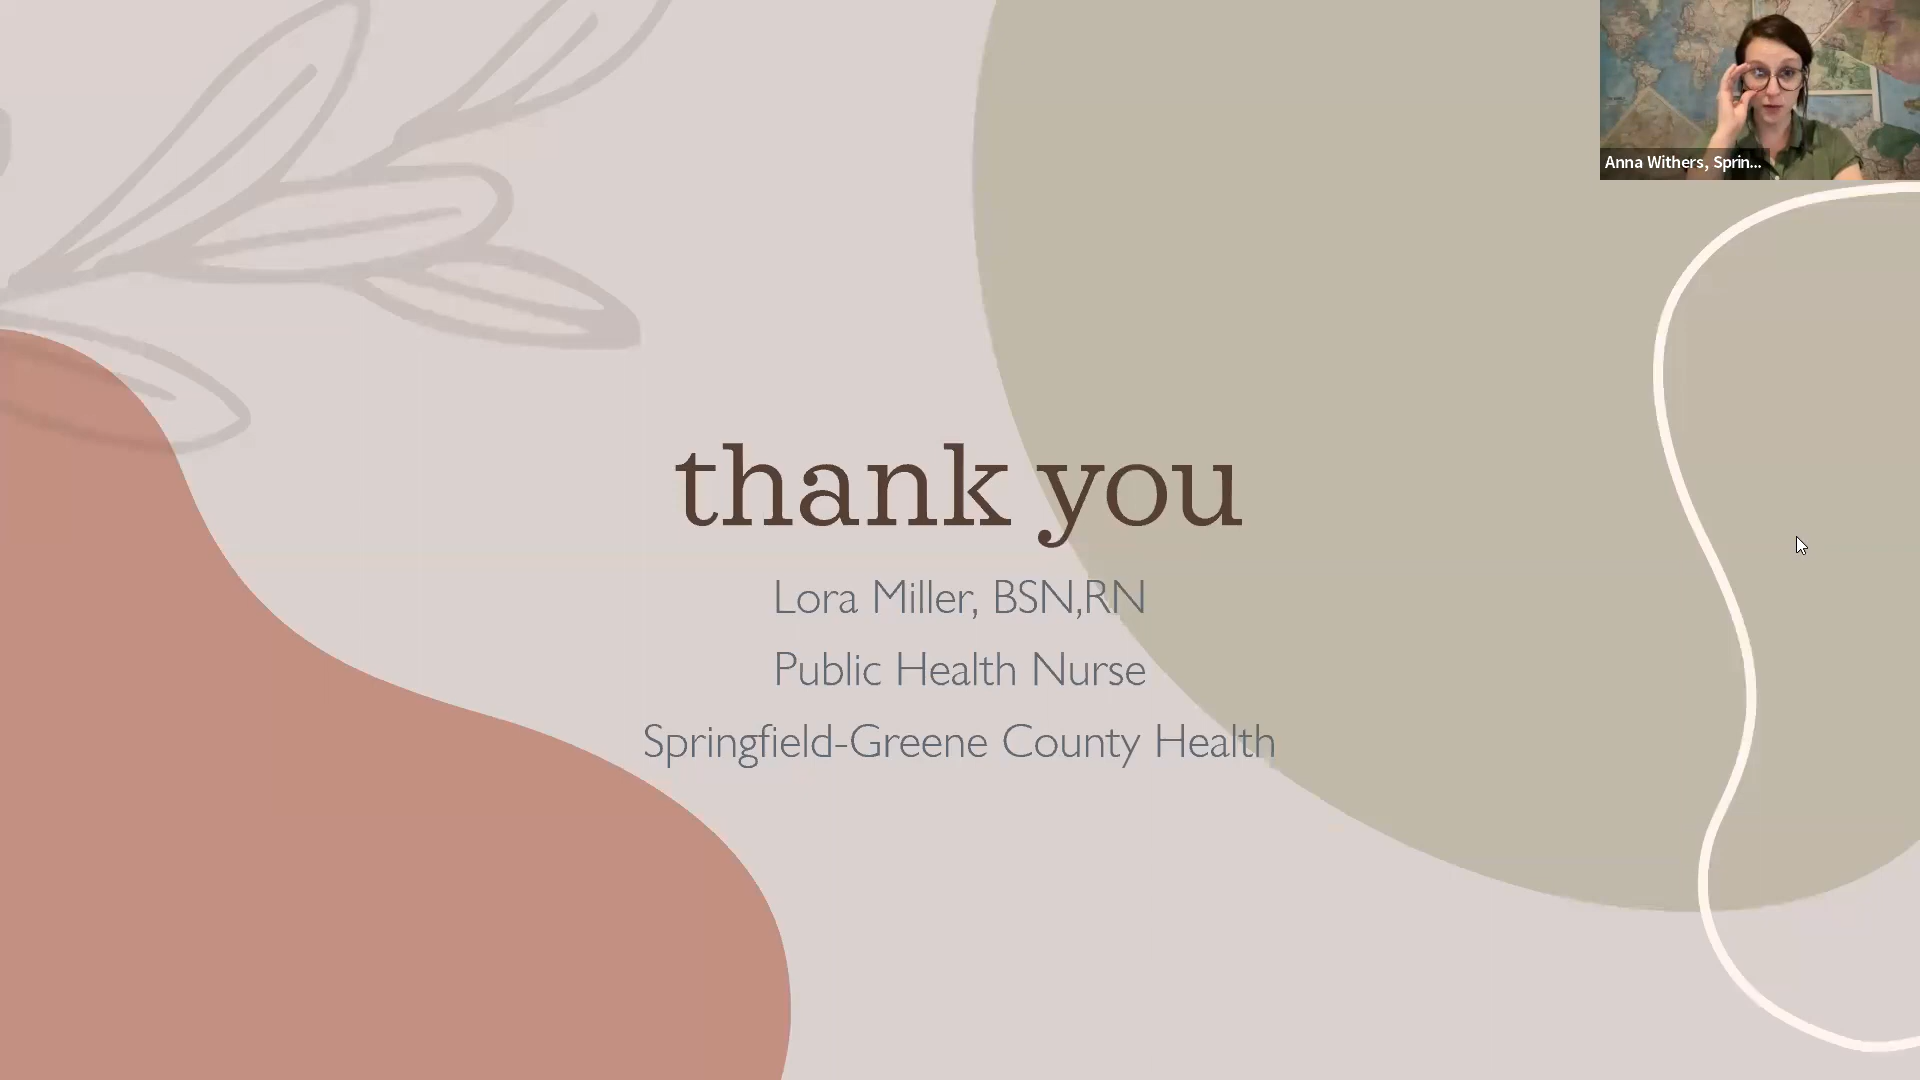 Anna Withers, Sprin...
thank you
Lora Miller, BSN,RN
Public Health Nurse
Springfield-Greene County Health